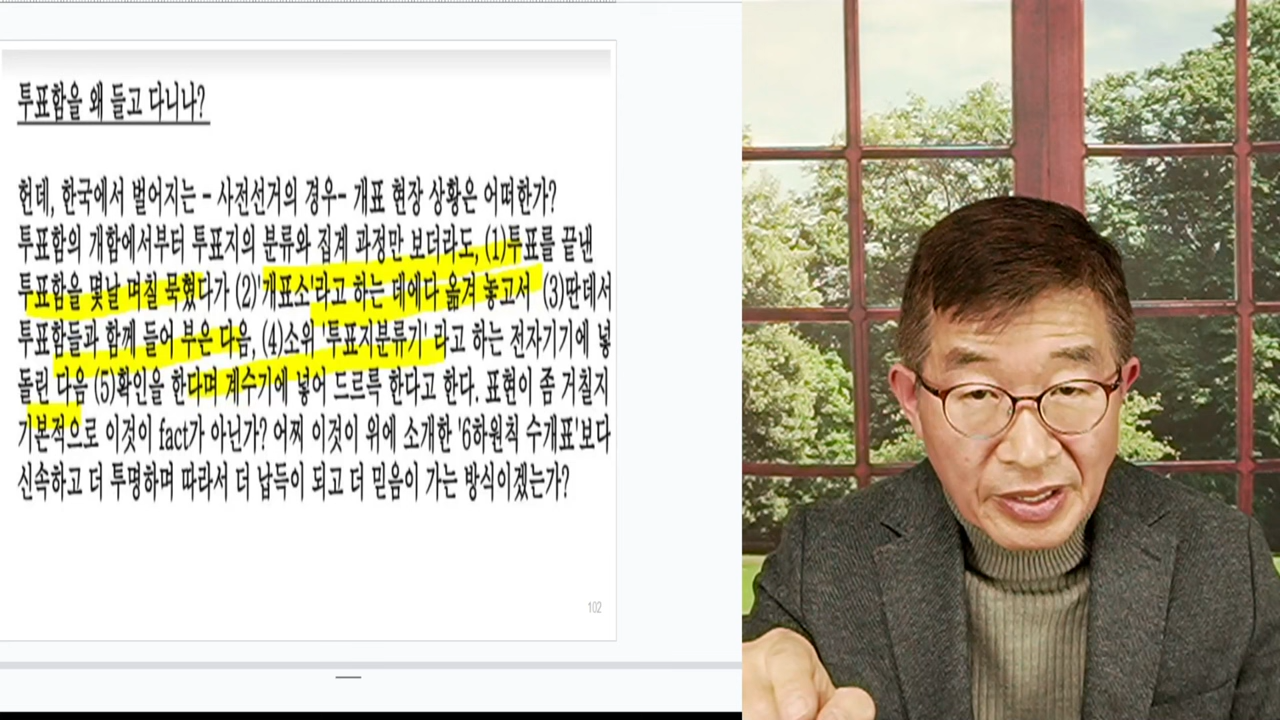 투표함을 왜 들고 다니나?
헌데, 한국에서 벌어지는 - 사전선거의 경우- 개표 현장 상황은 어떠한가?
투표함의 개함에서부터 투표지의 분류와 집계 과정만 보더라도, (1)투표를 끝낸
투표함을 몇날 며칠 묵혔다가 (2)'개표소'라고 하는 데에다 옮겨 놓고서 (3)딴데서
투표함들과 함께 들어 부은 다음, (4)소위 '투표지분류기' 라고 하는 전자기기에 넣
돌린 다음 (5)확인을 한다며 계수기에 넣어 드르륵 한다고 한다. 표현이 좀 거칠지
기본적으로 이것이 fact가 아닌가? 어찌 이것이 위에 소개한 '6하원칙 수개표'보다
신속하고 더 투명하며 따라서 더 납득이 되고 더 믿음이 가는 방식이겠는가?
102